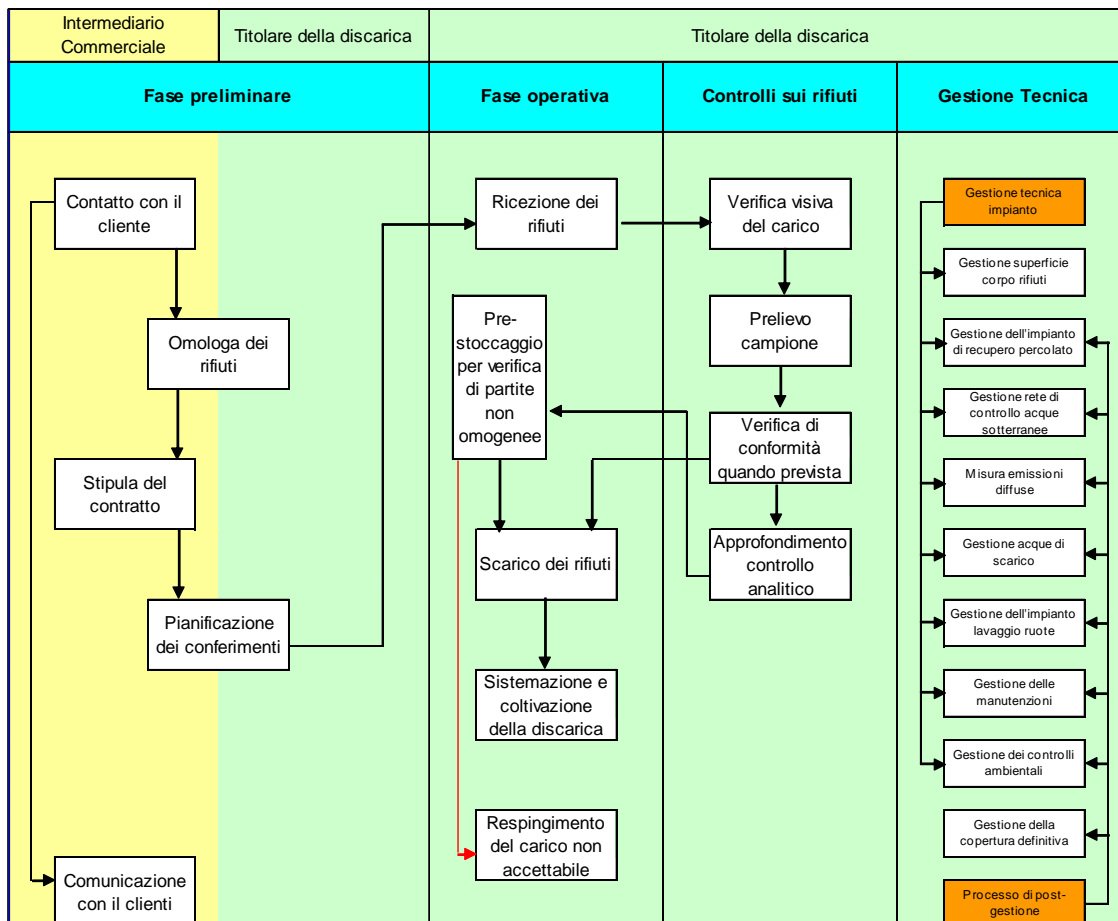 Intermediario
Commerciale
Titolare della discarica
Titolare della discarica
Fase preliminare
Fase operativa
Controlli sui rifiuti
Gestione Tecnica
Contatto con il
cliente
Omologa dei
rifiuti
Stipula del
contratto
Pianificazione
dei conferimenti
Comunicazione
con il clienti
Ricezione dei
rifiuti
Pre-
stoccaggio
per verifica
di partite
non
omogenee
Scarico dei rifiuti
Sistemazione e
coltivazione
della discarica
Respingimento
del carico non
accettabile
Verifica visiva
del carico
Prelievo
campione
Verifica di
conformità
quando prevista
Approfondimento
controllo
analitico
Gestione tecnica
impianto
Gestione superficie
corpo rifiuti
Gestione dell'impianto
di recupero percolato
Gestione rete di
controllo acque
sotterranee
Misura emissioni
diffuse
Gestione acque di
scarico
Gestione dell'impianto
lavaggio ruote
Gestione delle
manutenzioni
Gestione dei controlli
ambientali
Gestione della
copertura definitiva
Processo di post-
gestione